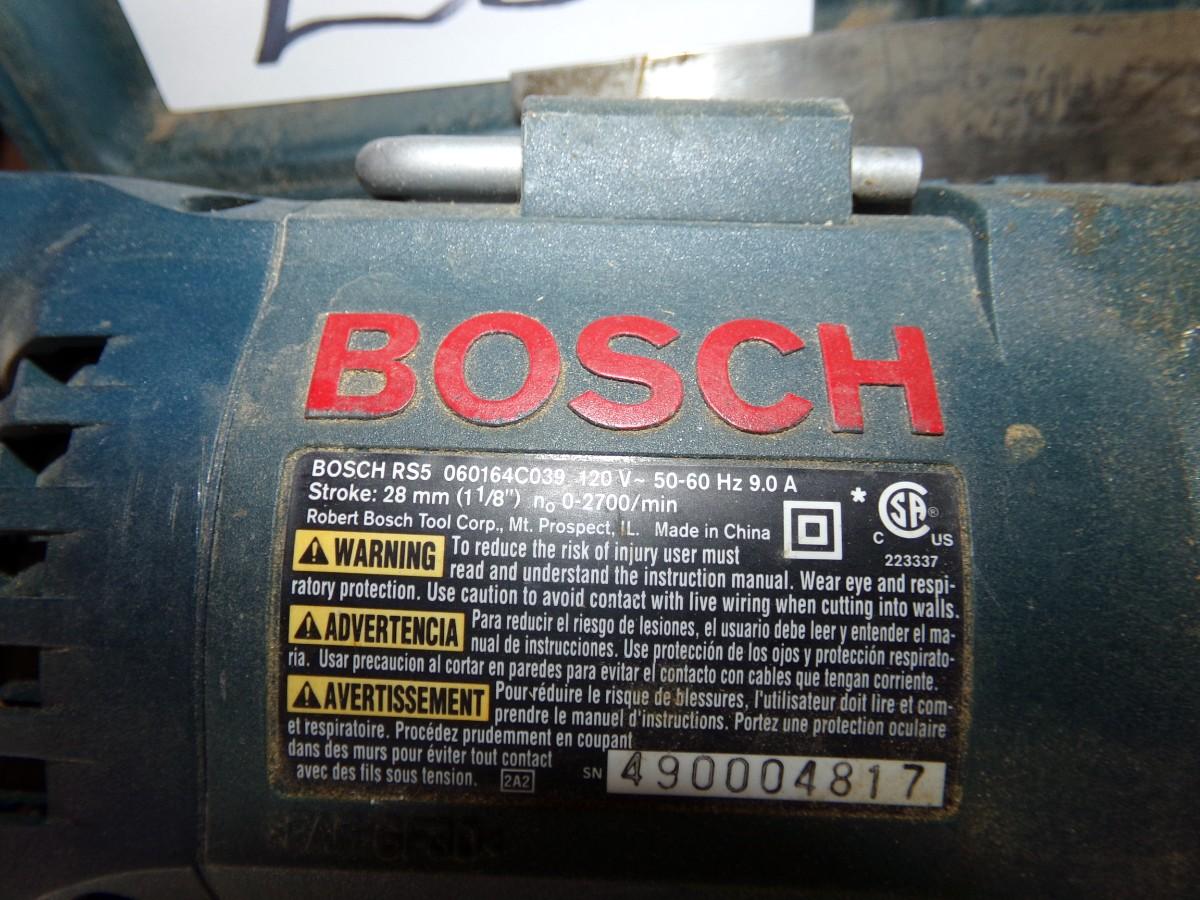 BOSCH
BOSCH RS5 060164C039 120 V~ 50-60 Hz 9.0 A
Stroke: 28 mm (1 1/8") no 0-2700/min
Robert Bosch Tool Corp., Mt. Prospect, IL. Made in China
* CSA ®
C US
223337
WARNING To reduce the risk of injury user must
read and understand the instruction manual. Wear eye and respi-
ratory protection. Use caution to avoid contact with live wiring when cutting into walls.
ADVERTENCIA Para reducir el riesgo de lesiones, el usuario debe leer y entender el ma-
nual de instrucciones. Use protección de los ojos y protección respirato-
ria. Usar precaucion al cortar en paredes para evitar el contacto con cables que tengan corriente.
AVERTISSEMENT Pour réduire le risque de blessures, l'utilisateur doit lire et com-
prendre le manuel d'instructions. Portez une protection oculaire
et respiratoire. Procédez prudemment en coupant
dans des murs pour éviter tout contact
avec des fils sous tension. 2A2
SN 490004817